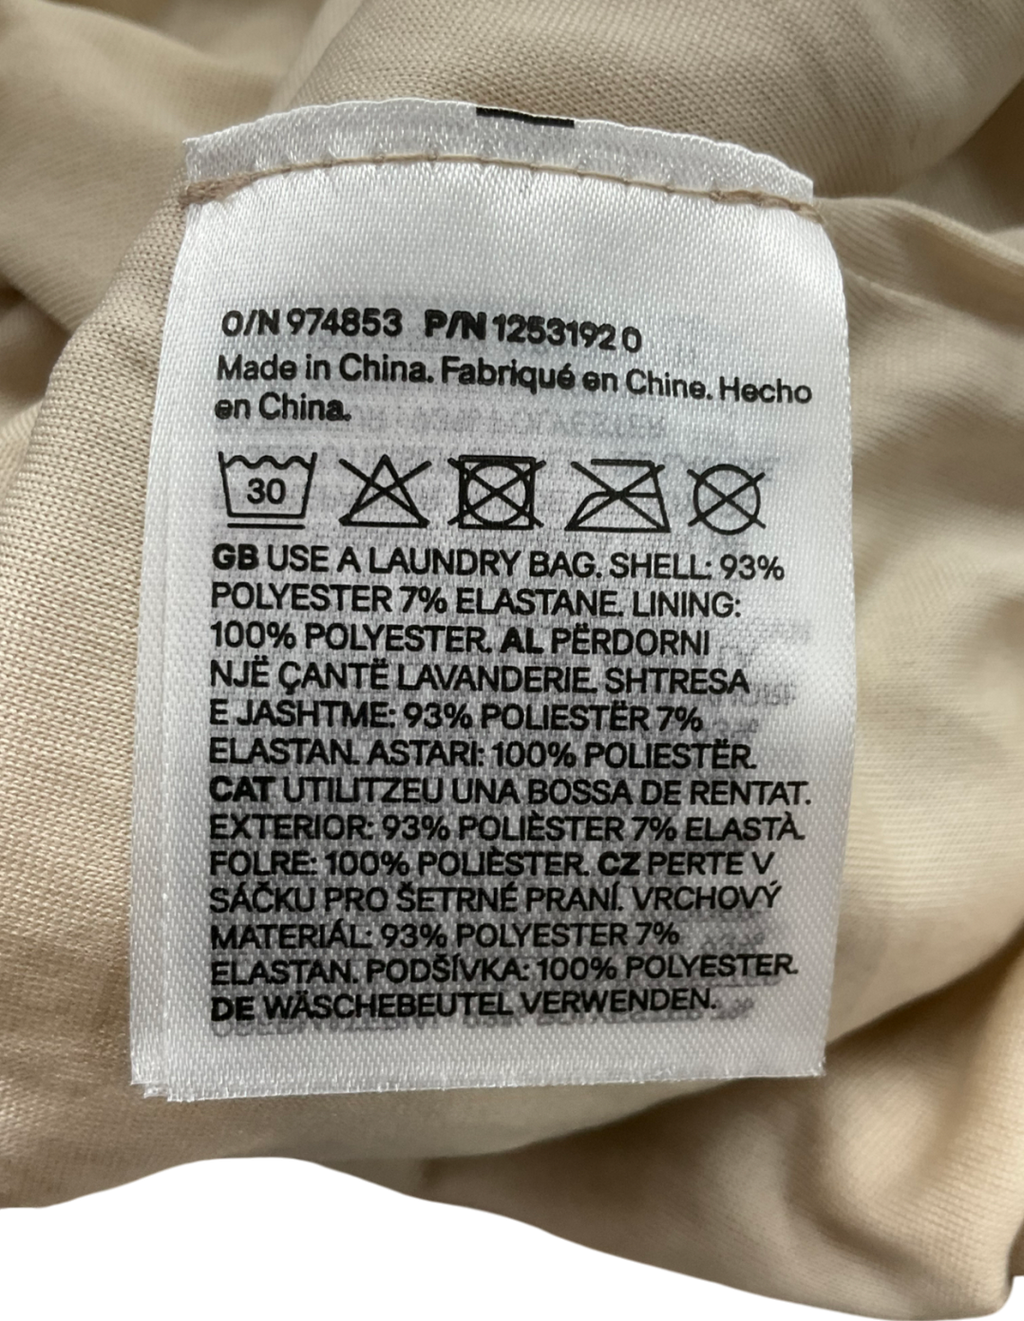 O/N 974853 P/N 1253192 0
Made in China. Fabriqué en Chine. Hecho
en China.
30
GB USE A LAUNDRY BAG. SHELL: 93%
POLYESTER 7% ELASTANE. LINING:
100% POLYESTER. AL PËRDORNI
NJË ÇANTË LAVANDERIE. SHTRESA
E JASHTME: 93% POLIESTËR 7%
ELASTAN. ASTARI: 100% POLIESTËR.
CAT UTILITZEU UNA BOSSA DE RENTAT.
EXTERIOR: 93% POLIÈSTER 7% ELASTÀ.
FOLRE: 100% POLIÈSTER. CZ PERTE V
SÁČKU PRO ŠETRNÉ PRANÍ. VRCHOVÝ
MATERIÁL: 93% POLYESTER 7%
ELASTAN. PODŠÍVKA: 100% POLYESTER.
DE WÄSCHEBEUTEL VERWENDEN.